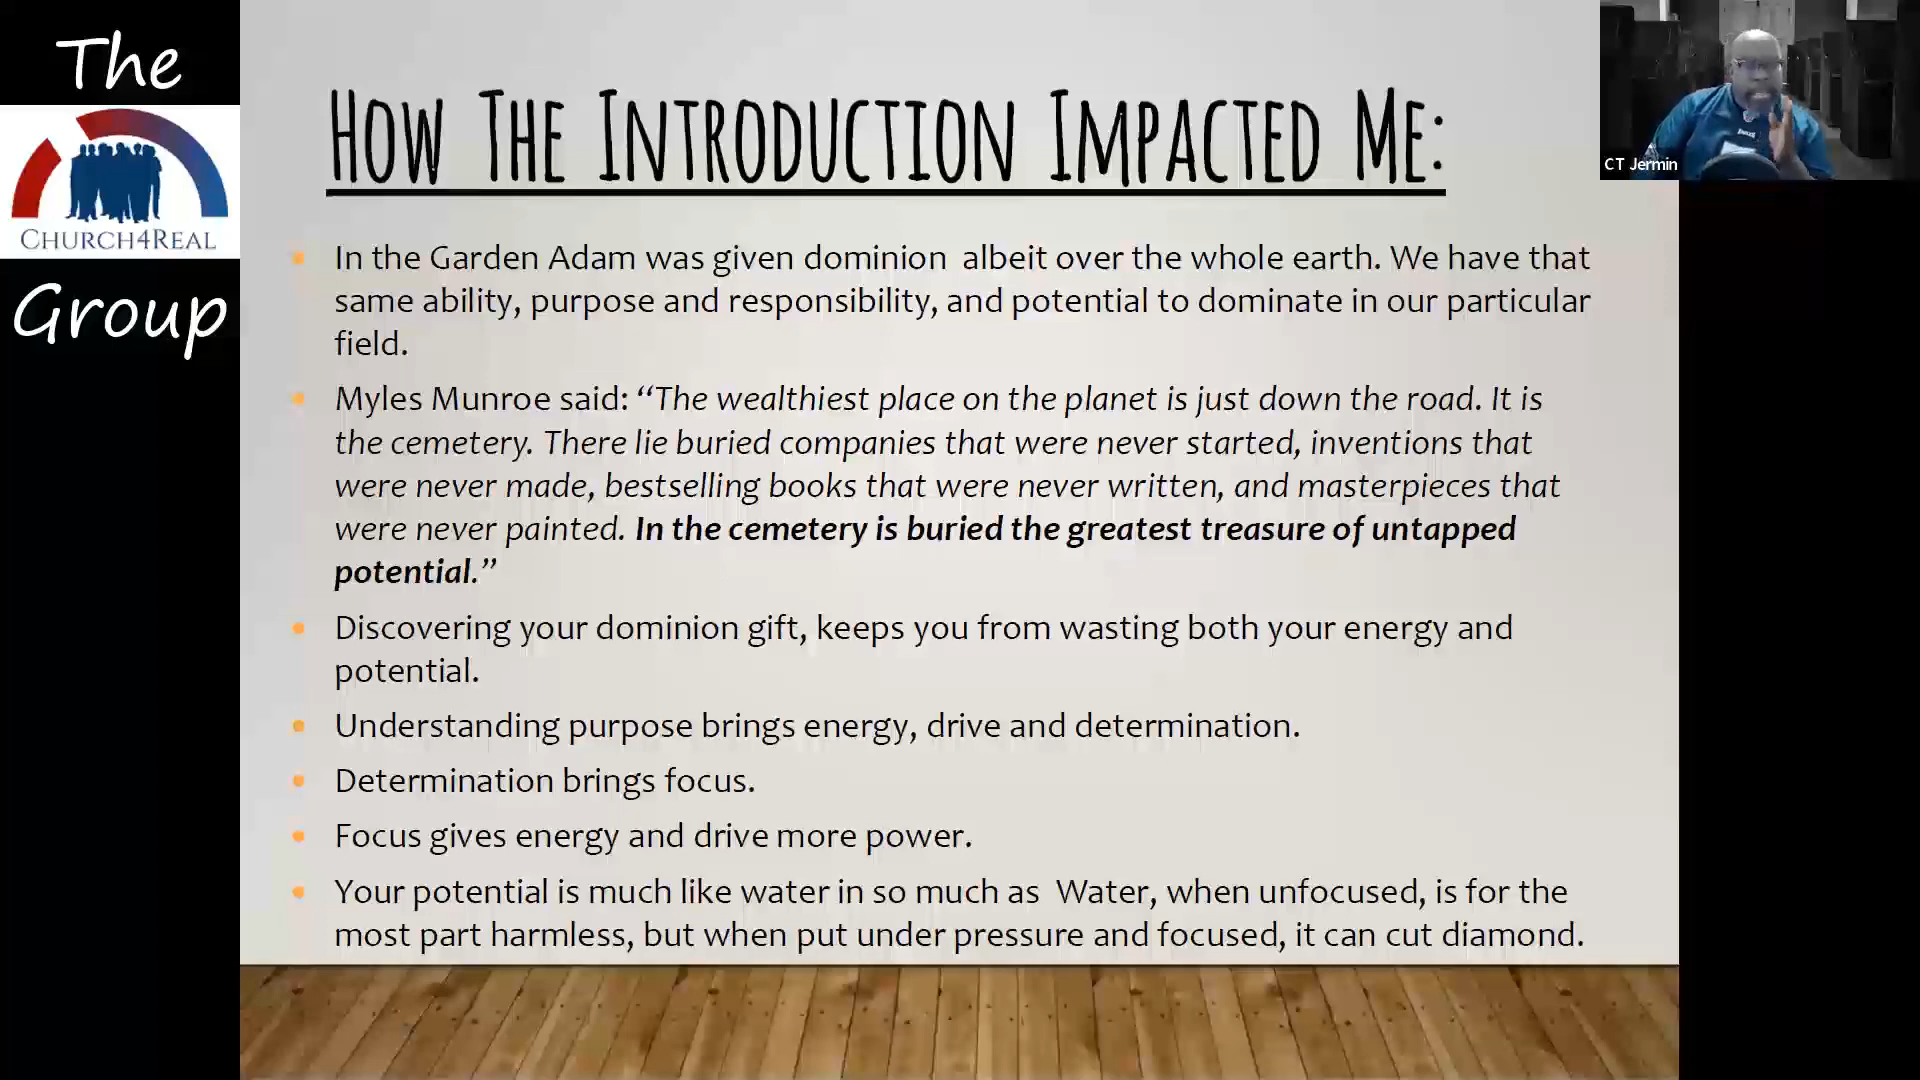 The
CHURCH4REAL
Group
HOW THE INTRODUCTION IMPACTED ME:
CT Jermin
In the Garden Adam was given dominion albeit over the whole earth. We have that
same ability, purpose and responsibility, and potential to dominate in our particular
field.
Myles Munroe said: “The wealthiest place on the planet is just down the road. It is
the cemetery. There lie buried companies that were never started, inventions that
were never made, bestselling books that were never written, and masterpieces that
were never painted. In the cemetery is buried the greatest treasure of untapped
potential.”
Discovering your dominion gift, keeps you from wasting both your energy and
potential.
Understanding purpose brings energy, drive and determination.
Determination brings focus.
Focus gives energy and drive more power.
Your potential is much like water in so much as Water, when unfocused, is for the
most part harmless, but when put under pressure and focused, it can cut diamond.